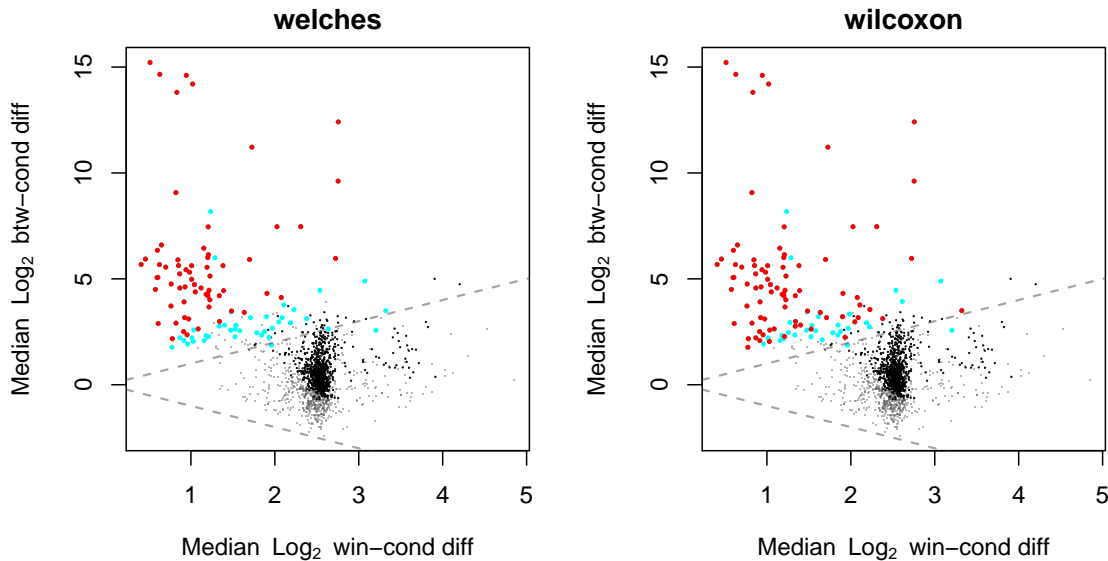 welches
Median Log₂ btw−cond diff
15
10
5
0
1 2 3 4 5
Median Log₂ win−cond diff
wilcoxon
Median Log₂ btw−cond diff
15
10
5
0
1 2 3 4 5
Median Log₂ win−cond diff